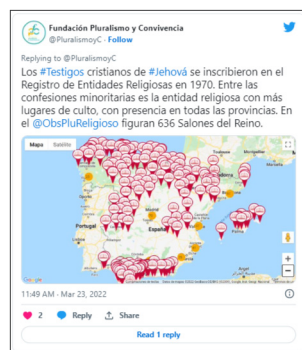 Fundación Pluralismo y Convivencia
@PluralismoyC · Follow
Replying to @PluralismoyC
Los #Testigos cristianos de #Jehová se inscribieron en el
Registro de Entidades Religiosas en 1970. Entre las
confesiones minoritarias es la entidad religiosa con más
lugares de culto, con presencia en todas las provincias. En
el @ObsPluReligioso figuran 636 Salones del Reino.
Mapa Satélite
Andorra
Portugal
Madrid
España
Palma
11:49 AM · Mar 23, 2022
2 Reply Share
Read 1 reply